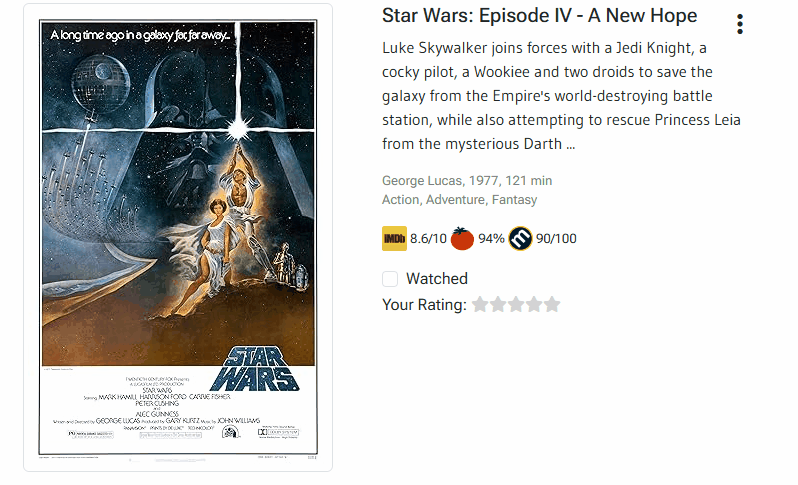 Star Wars: Episode IV - A New Hope
Luke Skywalker joins forces with a Jedi Knight, a
cocky pilot, a Wookiee and two droids to save the
galaxy from the Empire's world-destroying battle
station, while also attempting to rescue Princess Leia
from the mysterious Darth ...
George Lucas, 1977, 121 min
Action, Adventure, Fantasy
IMDb 8.6/10 94% m 90/100
Watched
Your Rating:
A long time ago in a galaxy far, far away...
STAR
WARS
TWENTIETH CENTURY-FOX Presents
A LUCASFILM LTD. PRODUCTION
STAR WARS
Starring MARK HAMILL HARRISON FORD CARRIE FISHER
PETER CUSHING
and
ALEC GUINNESS
Written and Directed by GEORGE LUCAS Produced by GARY KURTZ Music by JOHN WILLIAMS
PANAVISION PRINTS BY DE LUXE TECHNICOLOR
PG
DOLBY SYSTEM